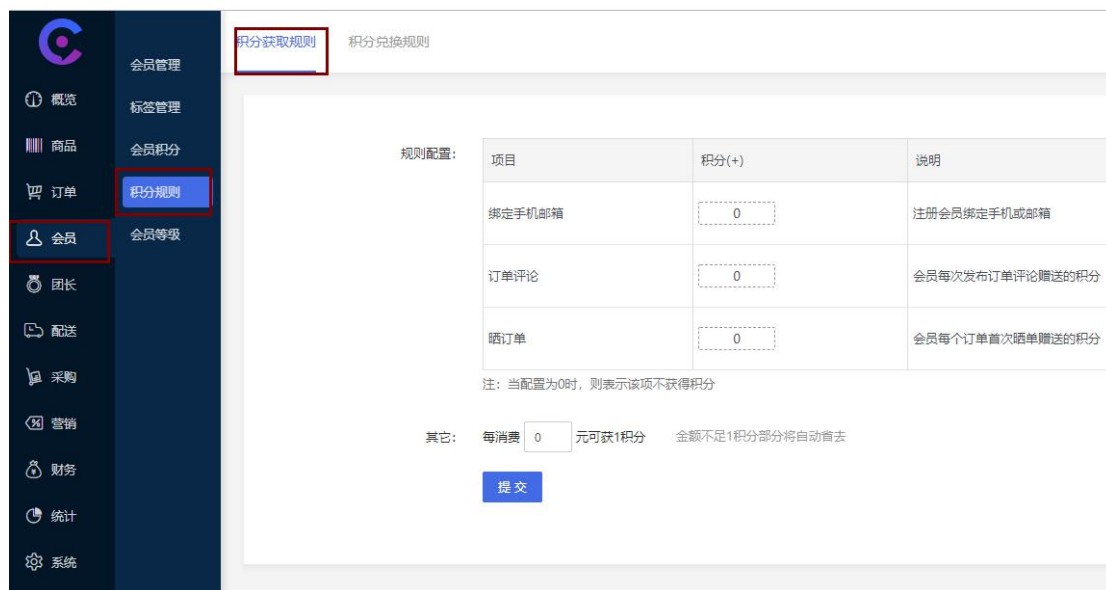 积分获取规则 积分兑换规则
概览
商品
订单
会员
团长
配送
采购
营销
财务
统计
系统
会员管理
标签管理
会员积分
积分规则
会员等级
规则配置：
项目 积分(+) 说明
绑定手机邮箱 0 注册会员绑定手机或邮箱
订单评论 0 会员每次发布订单评论赠送的积分
晒订单 0 会员每个订单首次晒单赠送的积分
注：当配置为0时，则表示该项不获得积分
其它： 每消费 0 元可获1积分 金额不足1积分部分将自动省去
提交